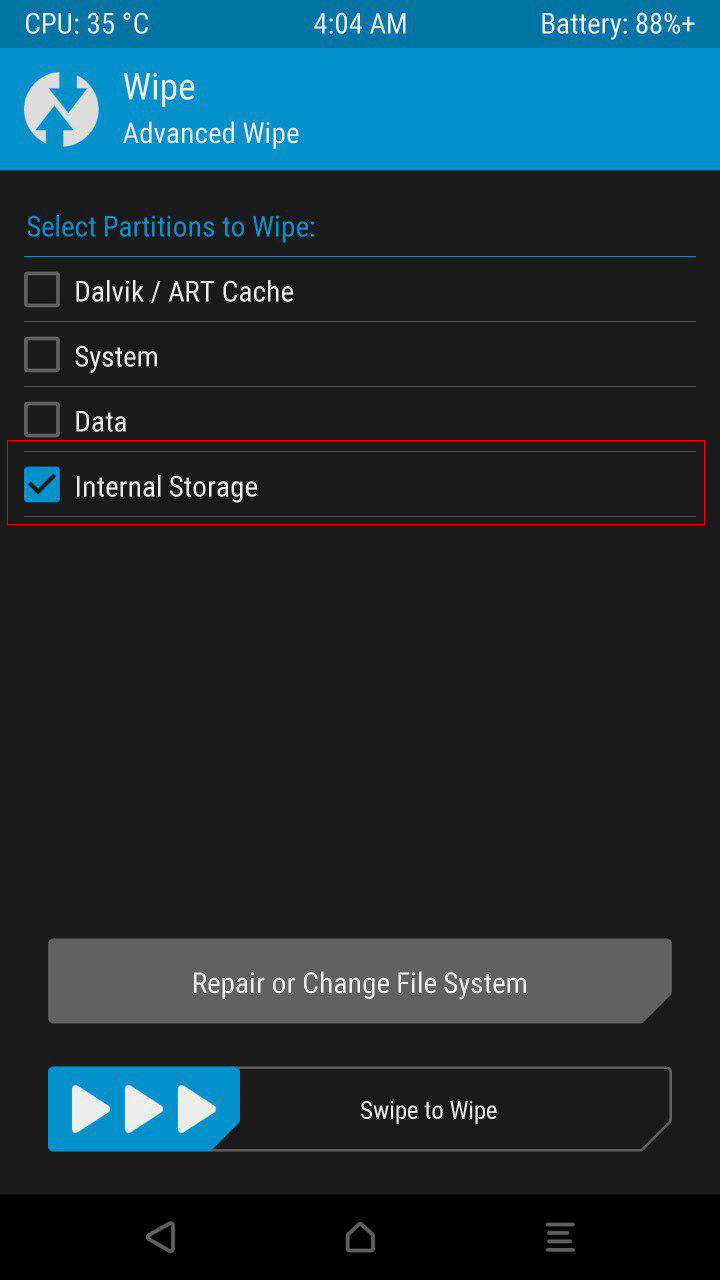 CPU: 35 °C 4:04 AM Battery: 88%+
Wipe
Advanced Wipe
Select Partitions to Wipe:
Dalvik / ART Cache
System
Data
Internal Storage
Repair or Change File System
Swipe to Wipe